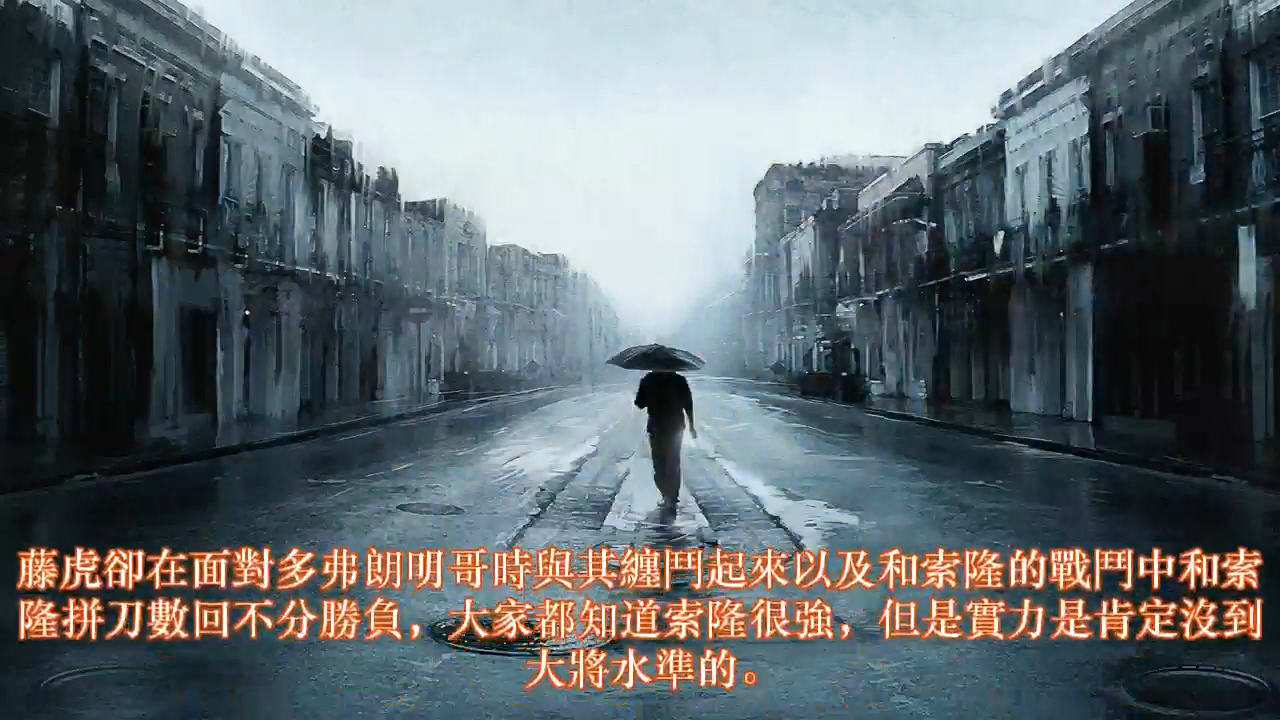 藤虎卻在面對多弗朗明哥時與其纏鬥起來以及和索隆的戰鬥中和索
隆拼刀數回不分勝負，大家都知道索隆很強，但是實力是肯定沒到
大將水準的。